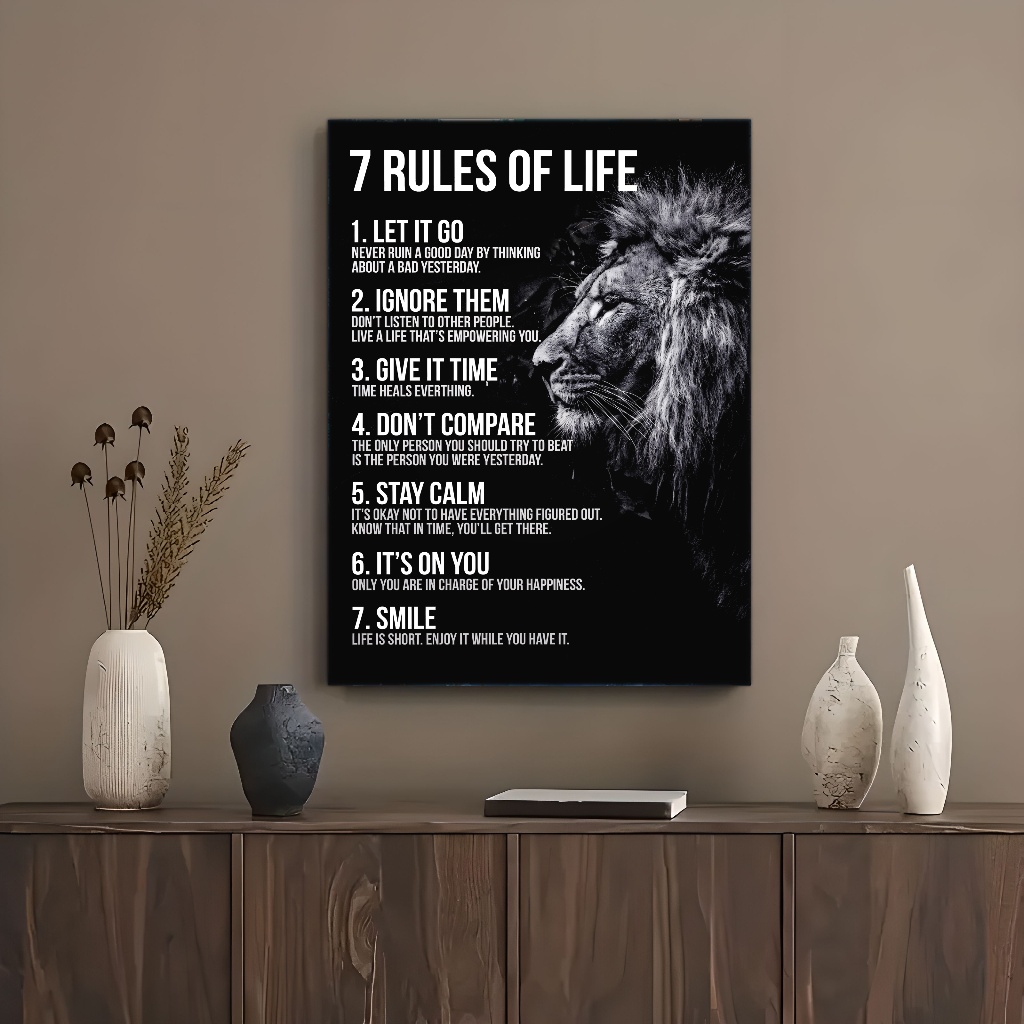 7 RULES OF LIFE
1. LET IT GO
NEVER RUIN A GOOD DAY BY THINKING
ABOUT A BAD YESTERDAY.
2. IGNORE THEM
DON'T LISTEN TO OTHER PEOPLE.
LIVE A LIFE THAT'S EMPOWERING YOU.
3. GIVE IT TIME
TIME HEALS EVERTHING.
4. DON'T COMPARE
THE ONLY PERSON YOU SHOULD TRY TO BEAT
IS THE PERSON YOU WERE YESTERDAY.
5. STAY CALM
IT'S OKAY NOT TO HAVE EVERYTHING FIGURED OUT.
KNOW THAT IN TIME, YOU'LL GET THERE.
6. IT'S ON YOU
ONLY YOU ARE IN CHARGE OF YOUR HAPPINESS.
7. SMILE
LIFE IS SHORT. ENJOY IT WHILE YOU HAVE IT.